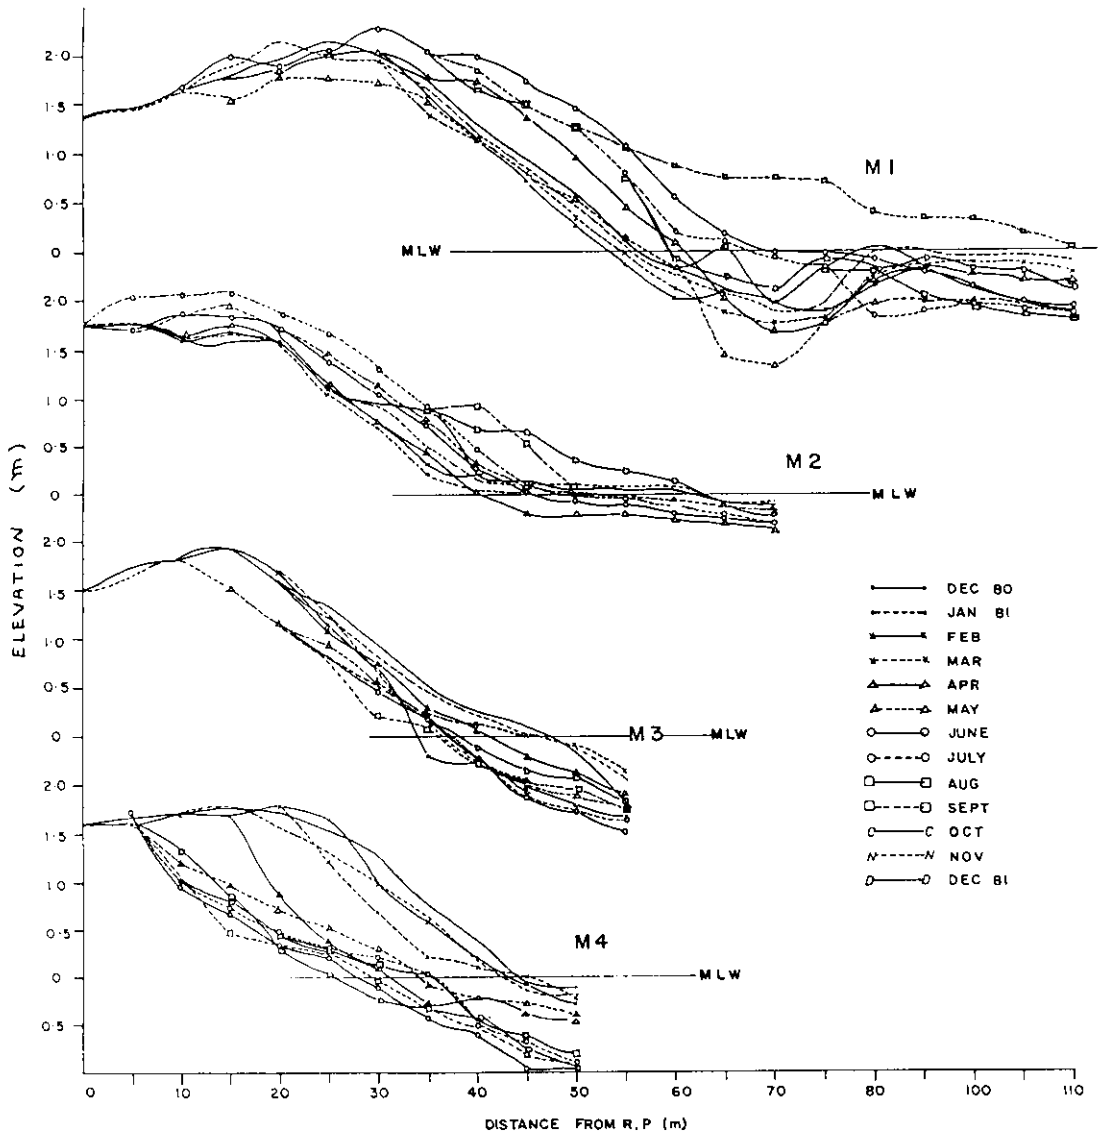 2·0
1·5
1·0
0·5
0
2·0
1·5
1·0
0·5
0
2·0
1·5
1·0
0·5
0
2·0
1·5
1·0
0·5
0
0·5
ELEVATION (m)
M1
MLW
M2
MLW
M3
MLW
M4
MLW
DEC 80
JAN 81
FEB
MAR
APR
MAY
JUNE
JULY
AUG
SEPT
OCT
NOV
DEC 81
0 10 20 30 40 50 60 70 80 90 100 110
DISTANCE FROM R,P (m)